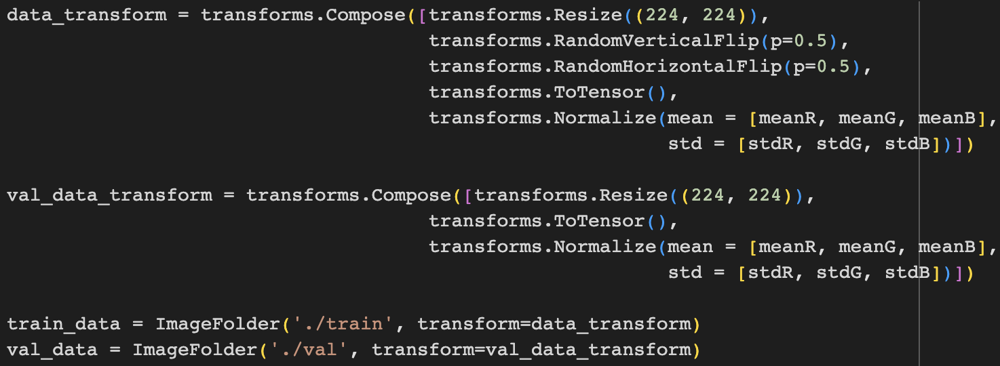 data_transform = transforms.Compose([transforms.Resize((224, 224)),
transforms.RandomVerticalFlip(p=0.5),
transforms.RandomHorizontalFlip(p=0.5),
transforms.ToTensor(),
transforms.Normalize(mean = [meanR, meanG, meanB],
std = [stdR, stdG, stdB])])
val_data_transform = transforms.Compose([transforms.Resize((224, 224)),
transforms.ToTensor(),
transforms.Normalize(mean = [meanR, meanG, meanB],
std = [stdR, stdG, stdB])])
train_data = ImageFolder('./train', transform=data_transform)
val_data = ImageFolder('./val', transform=val_data_transform)